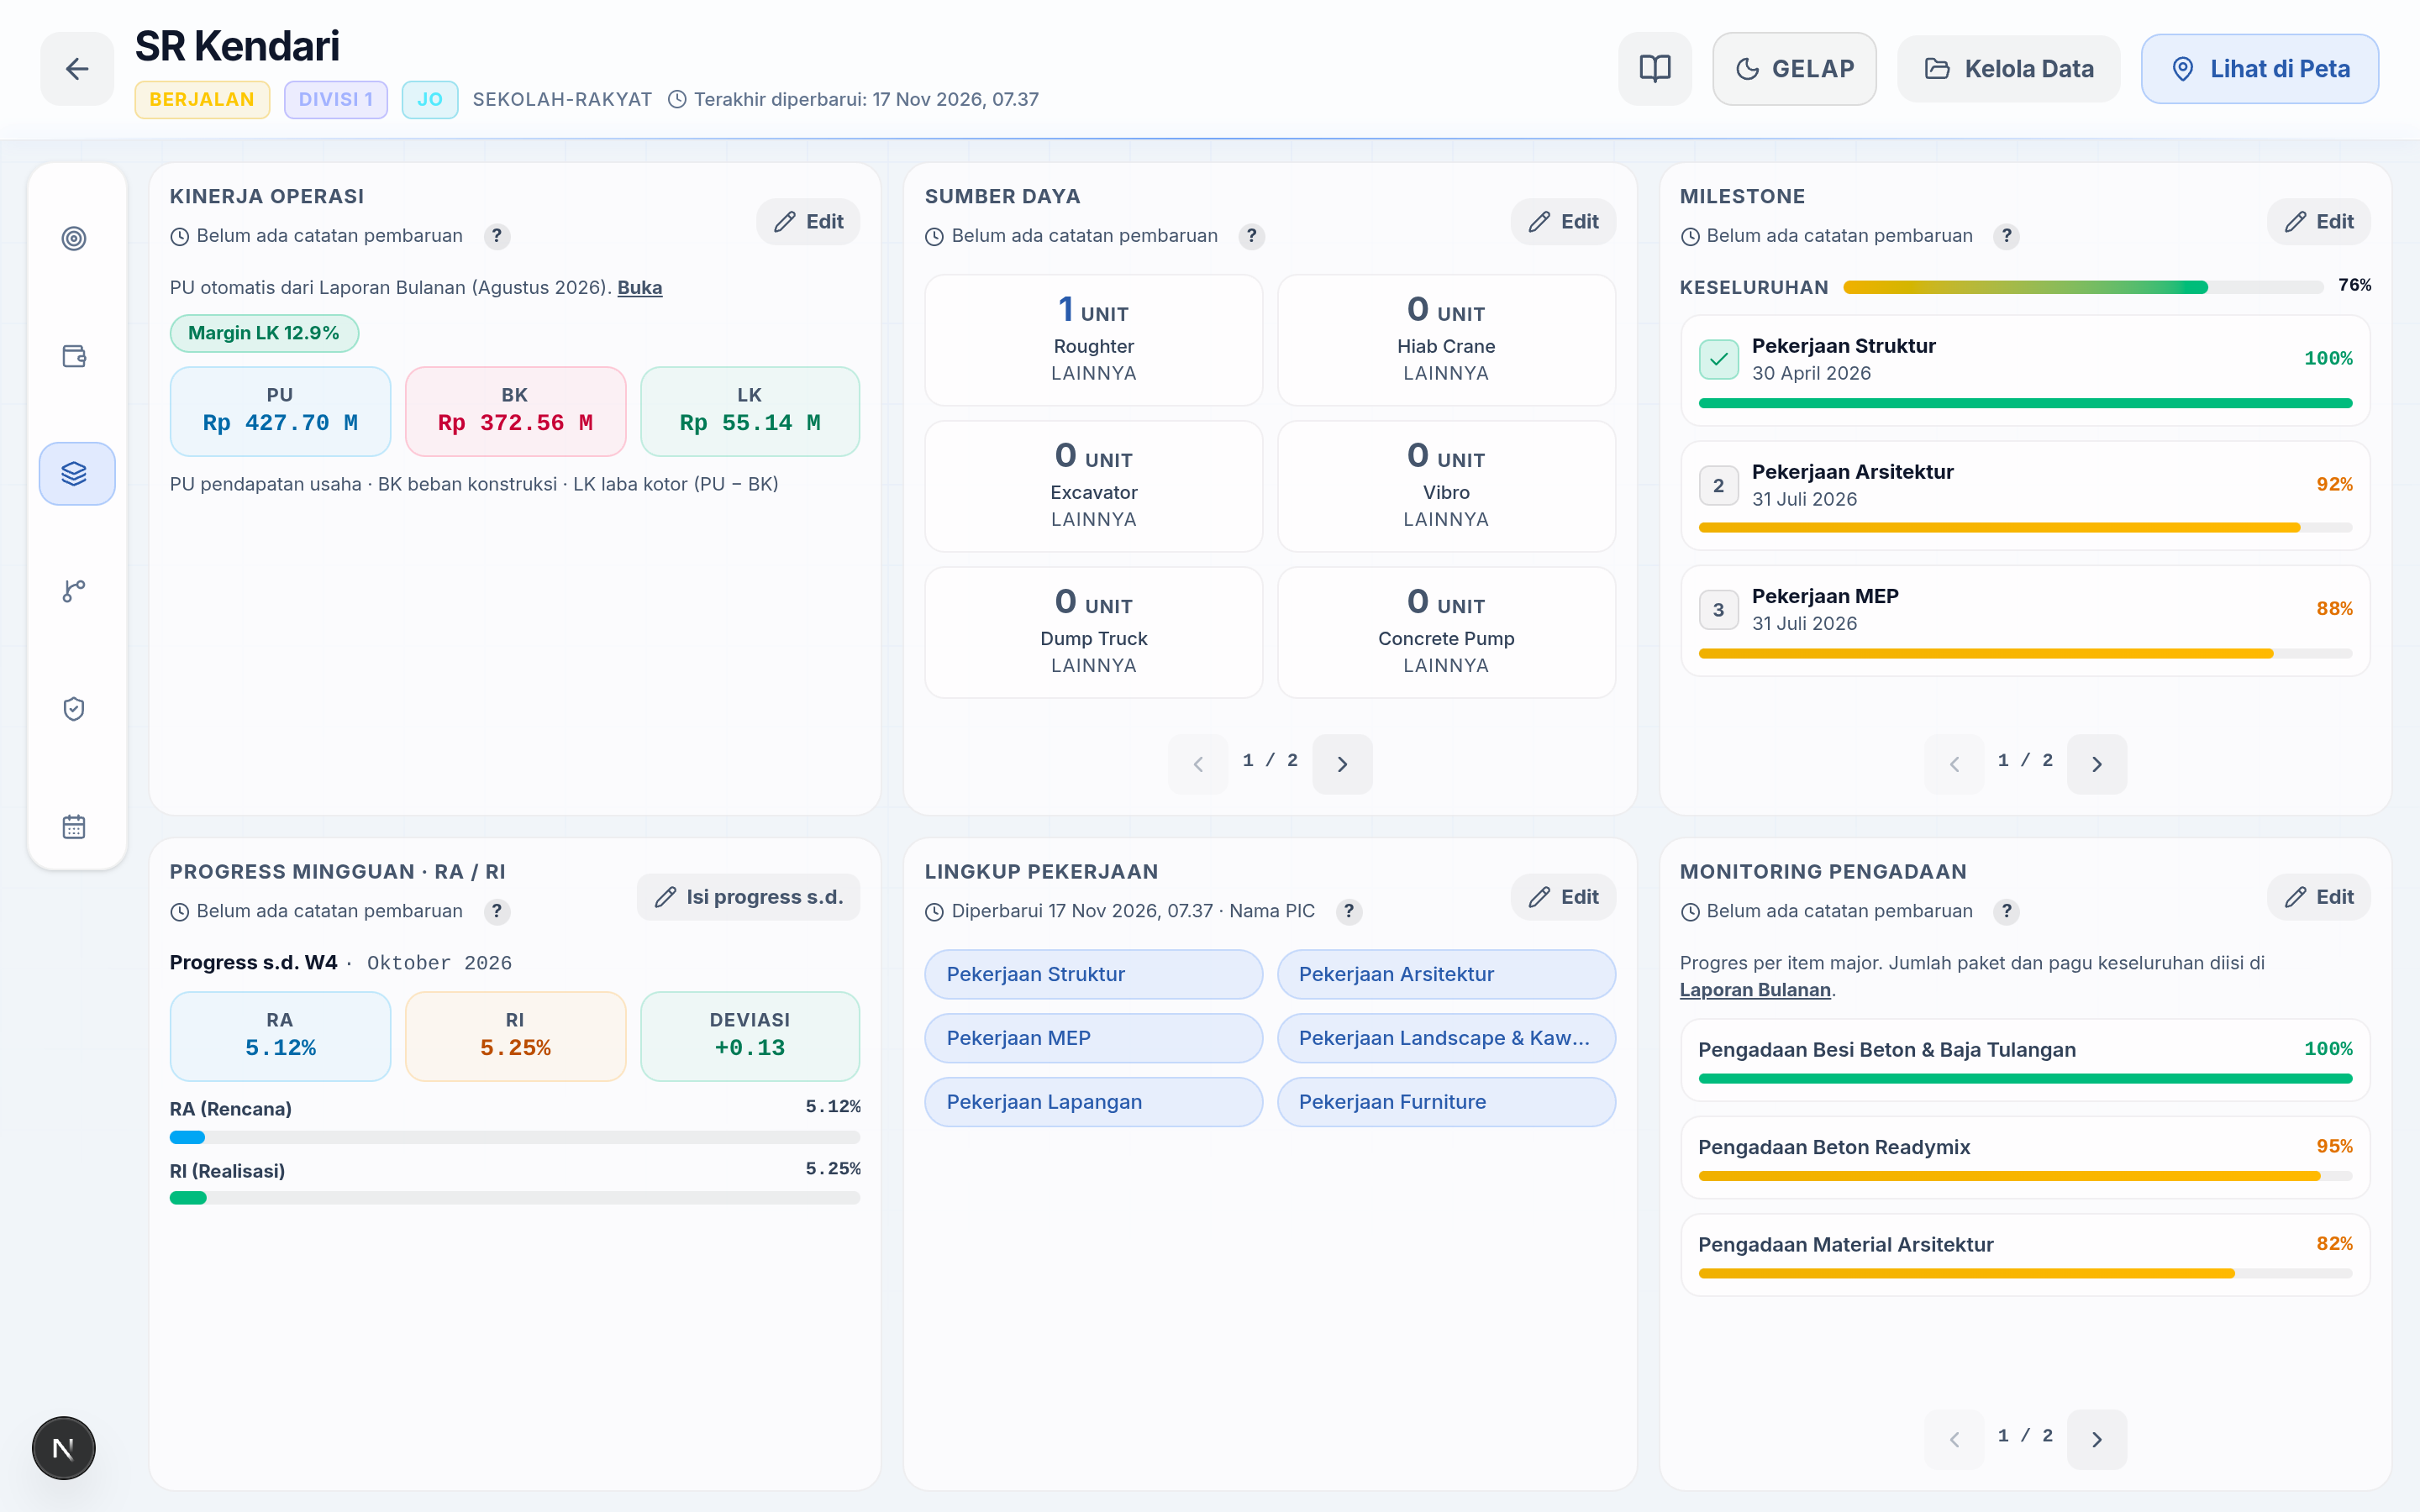 SR Kendari
BERJALAN DIVISI 1 JO SEKOLAH-RAKYAT Terakhir diperbarui: 17 Nov 2026, 07.37
GELAP
Kelola Data
Lihat di Peta
KINERJA OPERASI
Belum ada catatan pembaruan ?
Edit
PU otomatis dari Laporan Bulanan (Agustus 2026). Buka
Margin LK 12.9%
PU
Rp 427.70 M
BK
Rp 372.56 M
LK
Rp 55.14 M
PU pendapatan usaha · BK beban konstruksi · LK laba kotor (PU − BK)
SUMBER DAYA
Belum ada catatan pembaruan ?
Edit
1 UNIT
Roughter
LAINNYA
0 UNIT
Hiab Crane
LAINNYA
0 UNIT
Excavator
LAINNYA
0 UNIT
Vibro
LAINNYA
0 UNIT
Dump Truck
LAINNYA
0 UNIT
Concrete Pump
LAINNYA
1 / 2
MILESTONE
Belum ada catatan pembaruan ?
Edit
KESELURUHAN 76%
Pekerjaan Struktur
30 April 2026
100%
2
Pekerjaan Arsitektur
31 Juli 2026
92%
3
Pekerjaan MEP
31 Juli 2026
88%
1 / 2
PROGRESS MINGGUAN · RA / RI
Belum ada catatan pembaruan ?
Isi progress s.d.
Progress s.d. W4 · Oktober 2026
RA
5.12%
RI
5.25%
DEVIASI
+0.13
RA (Rencana) 5.12%
RI (Realisasi) 5.25%
LINGKUP PEKERJAAN
Diperbarui 17 Nov 2026, 07.37 · Nama PIC ?
Edit
Pekerjaan Struktur
Pekerjaan Arsitektur
Pekerjaan MEP
Pekerjaan Landscape & Kaw...
Pekerjaan Lapangan
Pekerjaan Furniture
MONITORING PENGADAAN
Belum ada catatan pembaruan ?
Edit
Progres per item major. Jumlah paket dan pagu keseluruhan diisi di
Laporan Bulanan.
Pengadaan Besi Beton & Baja Tulangan 100%
Pengadaan Beton Readymix 95%
Pengadaan Material Arsitektur 82%
1 / 2
N